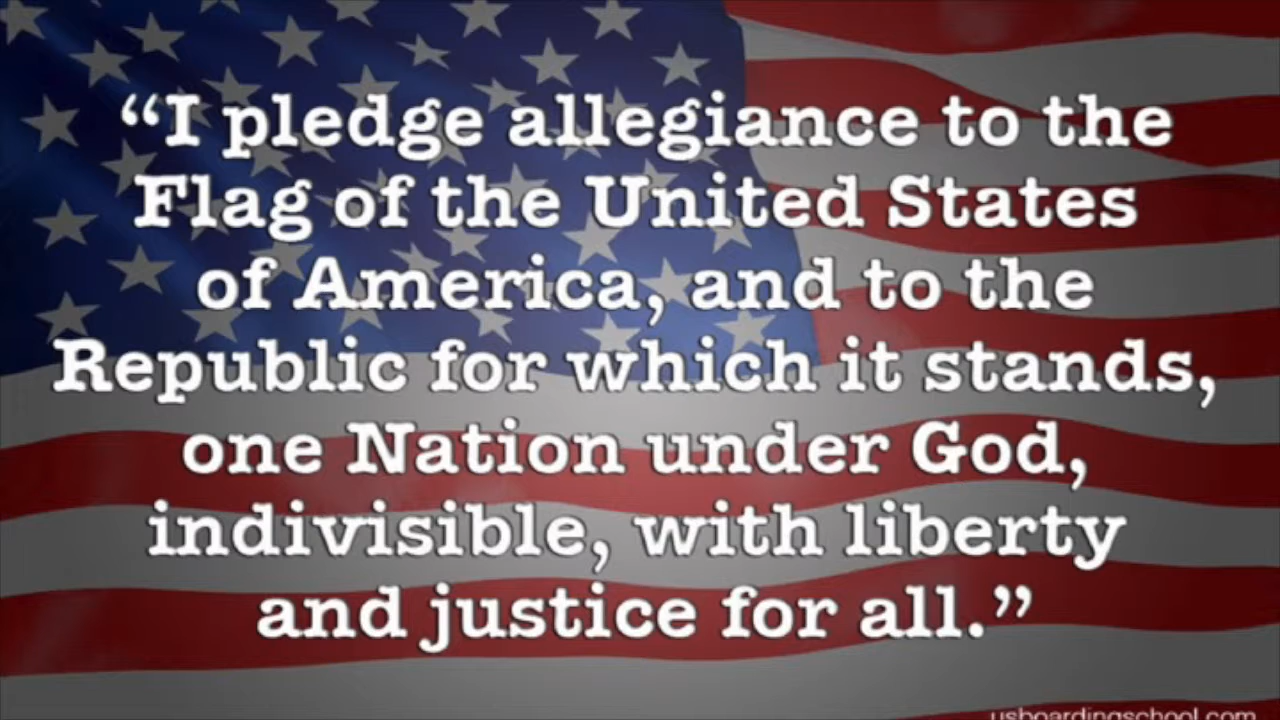 “I pledge allegiance to the
Flag of the United States
of America, and to the
Republic for which it stands,
one Nation under God,
indivisible, with liberty
and justice for all.”
usboardingschool.com